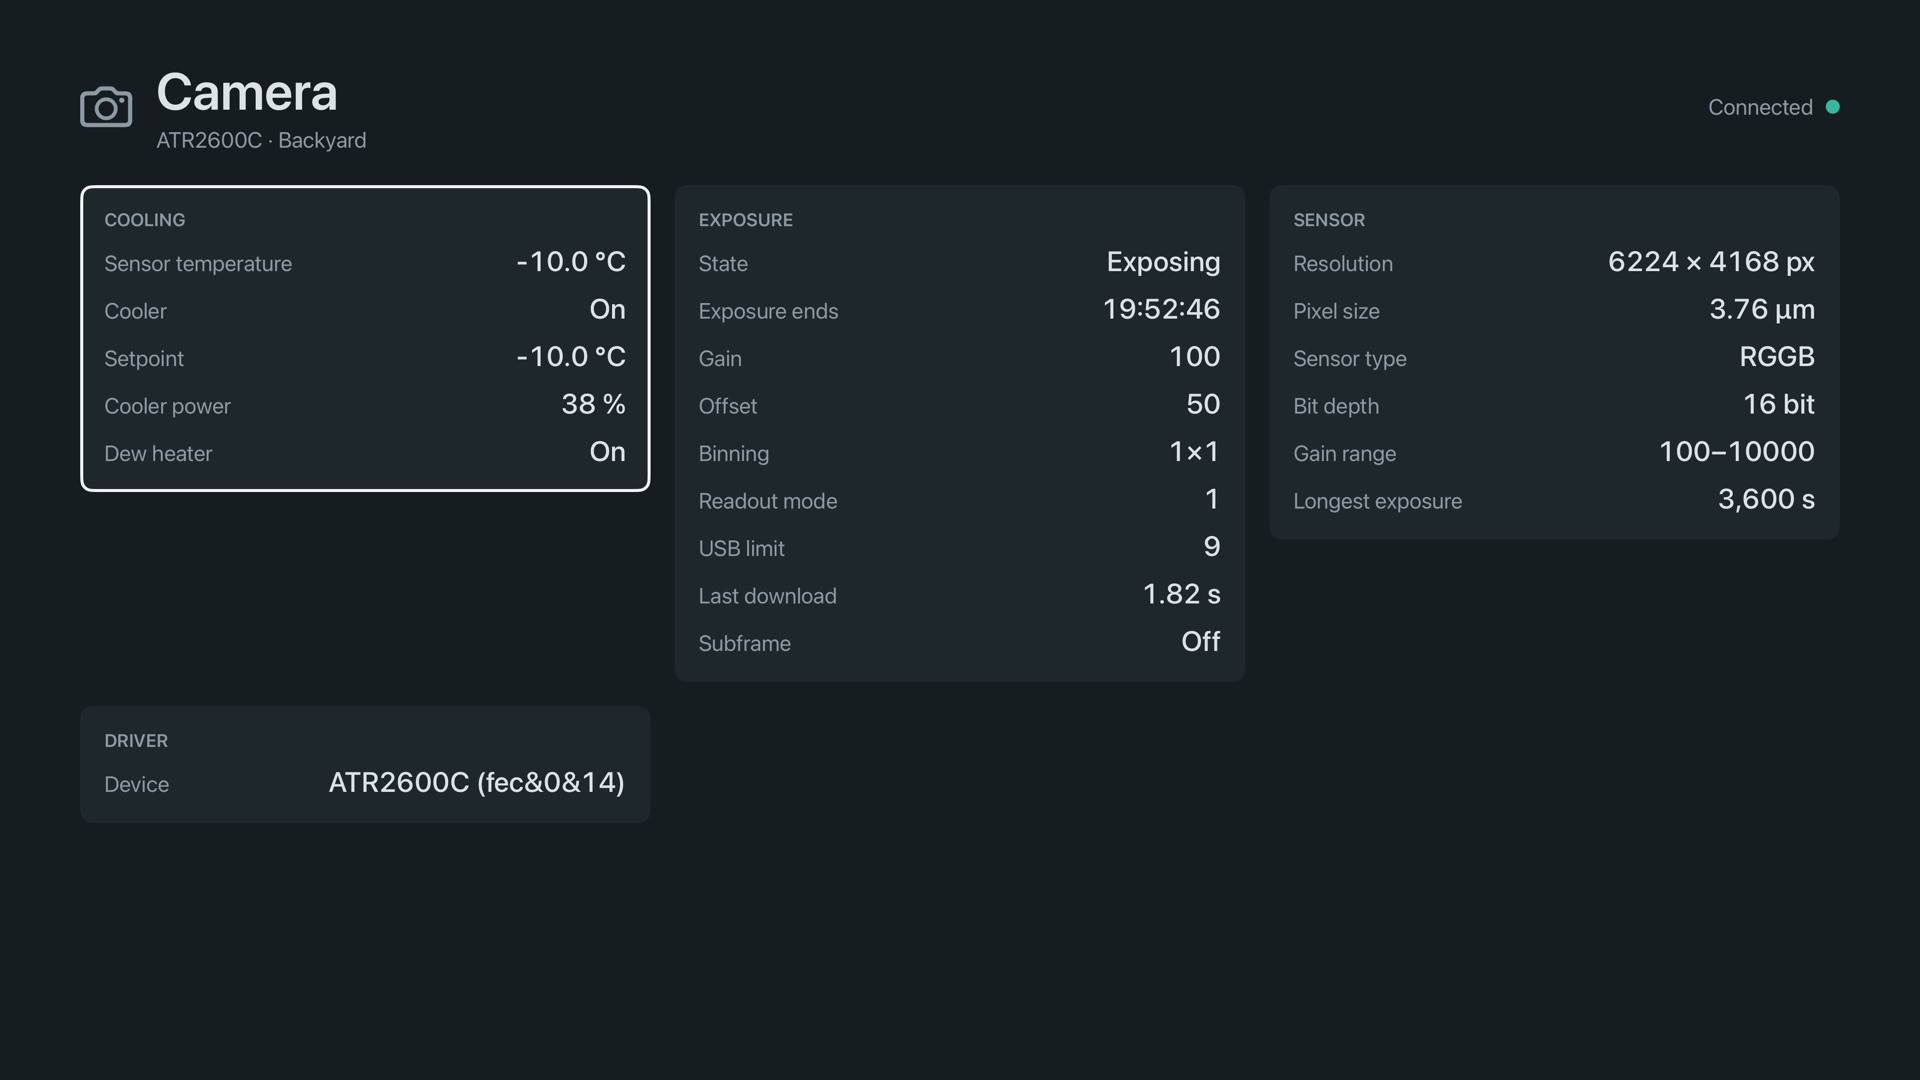 Camera
ATR2600C · Backyard
Connected
COOLING
Sensor temperature -10.0 °C
Cooler On
Setpoint -10.0 °C
Cooler power 38 %
Dew heater On
EXPOSURE
State Exposing
Exposure ends 19:52:46
Gain 100
Offset 50
Binning 1×1
Readout mode 1
USB limit 9
Last download 1.82 s
Subframe Off
SENSOR
Resolution 6224 × 4168 px
Pixel size 3.76 µm
Sensor type RGGB
Bit depth 16 bit
Gain range 100–10000
Longest exposure 3,600 s
DRIVER
Device ATR2600C (fec&0&14)